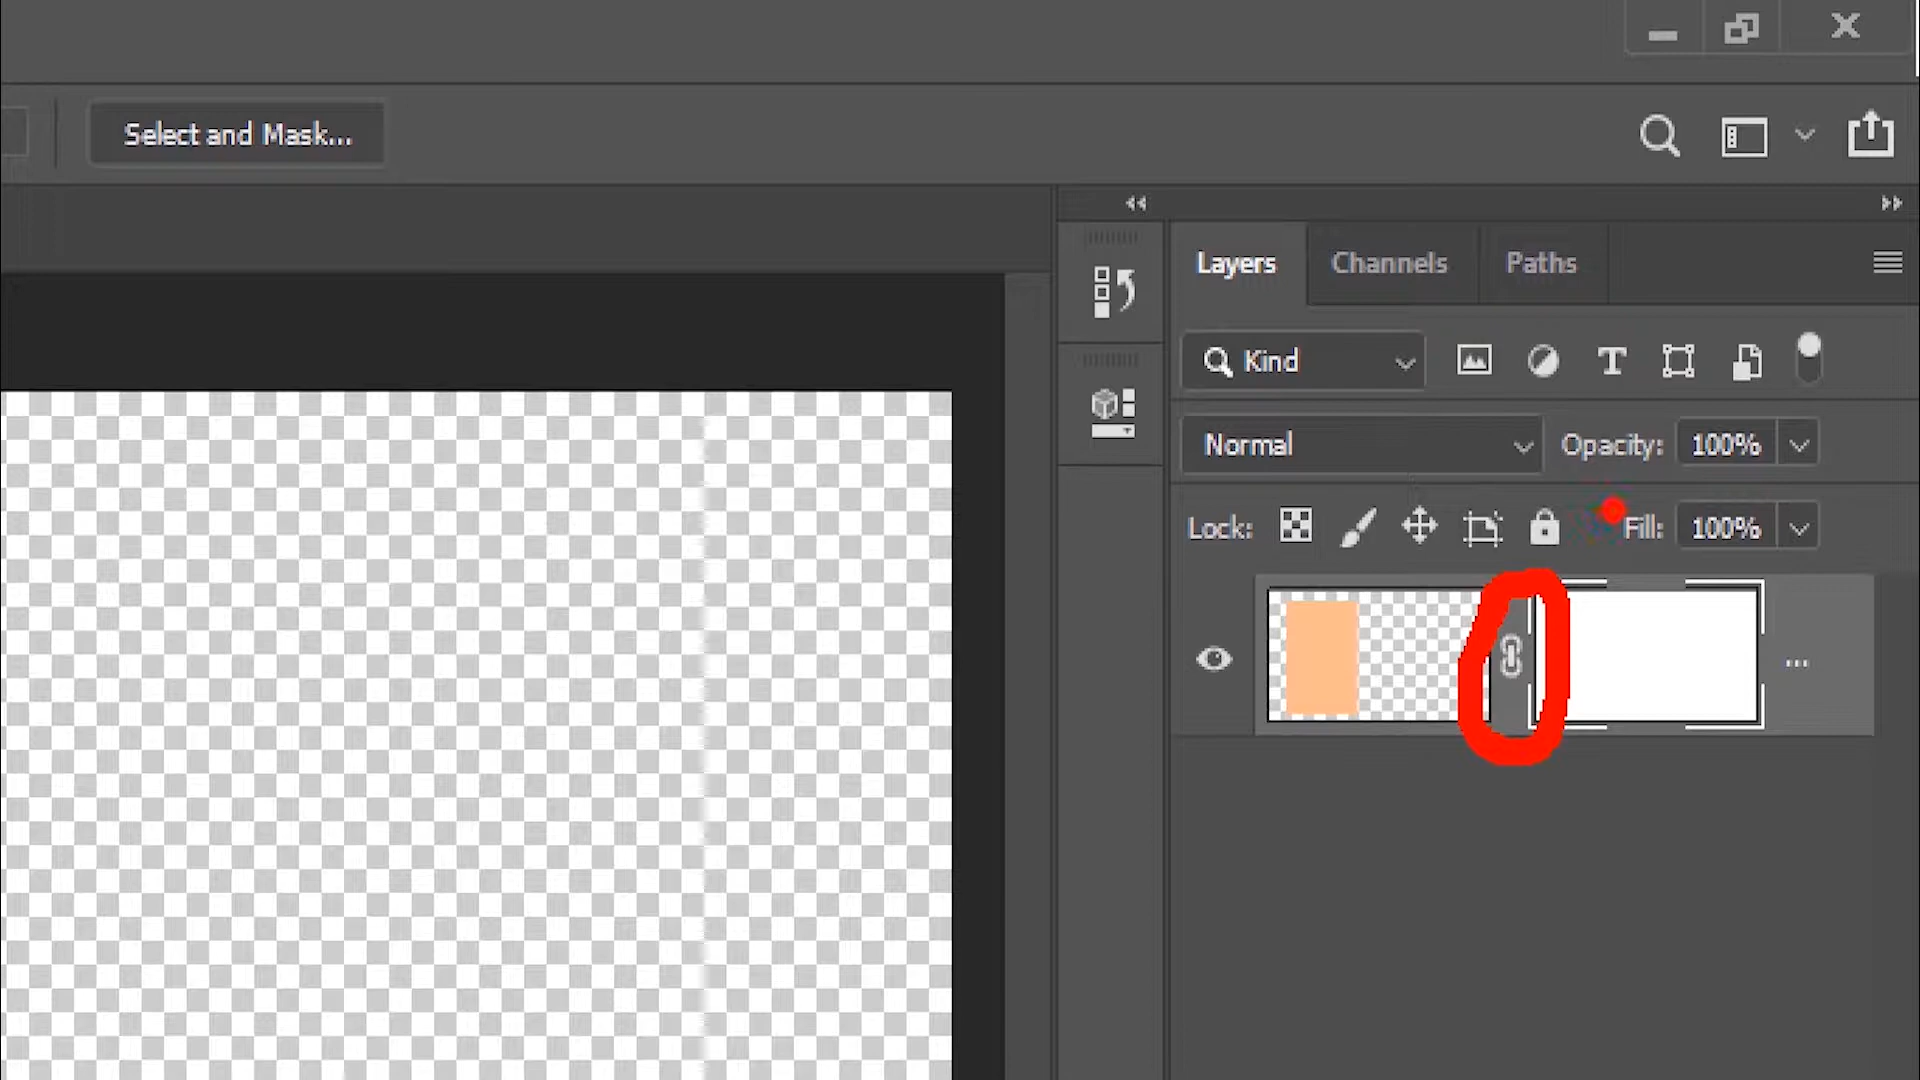 Select and Mask...
Layers Channels Paths
Kind
Normal Opacity: 100%
Lock: Fill: 100%
...